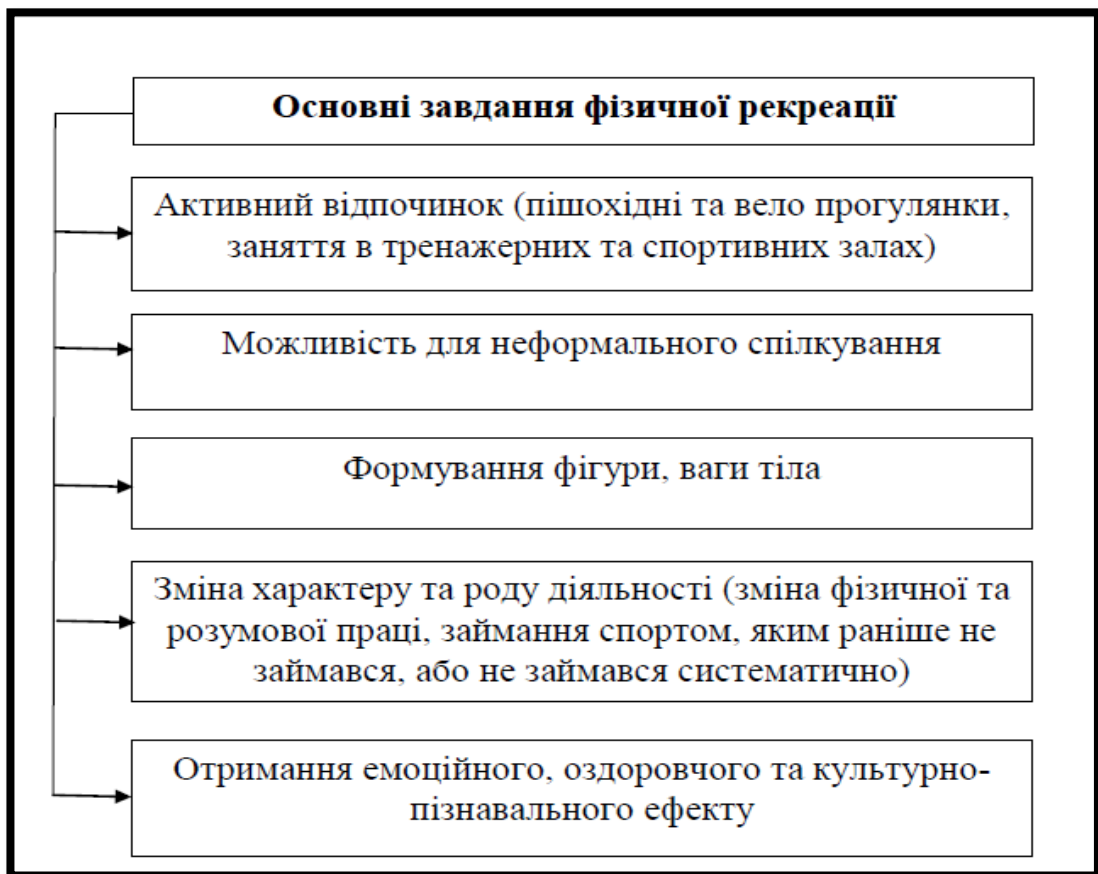 Основні завдання фізичної рекреації
Активний відпочинок (пішохідні та вело прогулянки,
заняття в тренажерних та спортивних залах)
Можливість для неформального спілкування
Формування фігури, ваги тіла
Зміна характеру та роду діяльності (зміна фізичної та
розумової праці, займання спортом, яким раніше не
займався, або не займався систематично)
Отримання емоційного, оздоровчого та культурно-
пізнавального ефекту